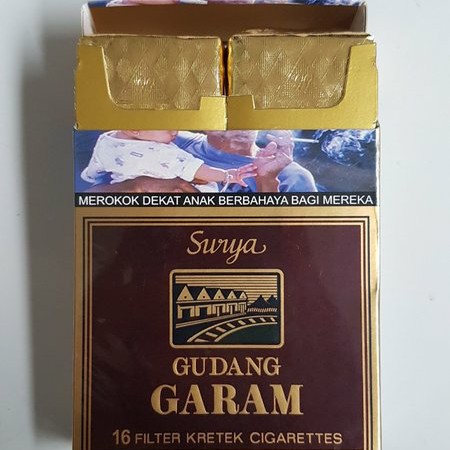 MEROKOK DEKAT ANAK BERBAHAYA BAGI MEREKA
Surya
GUDANG
GARAM
16 FILTER KRETEK CIGARETTES